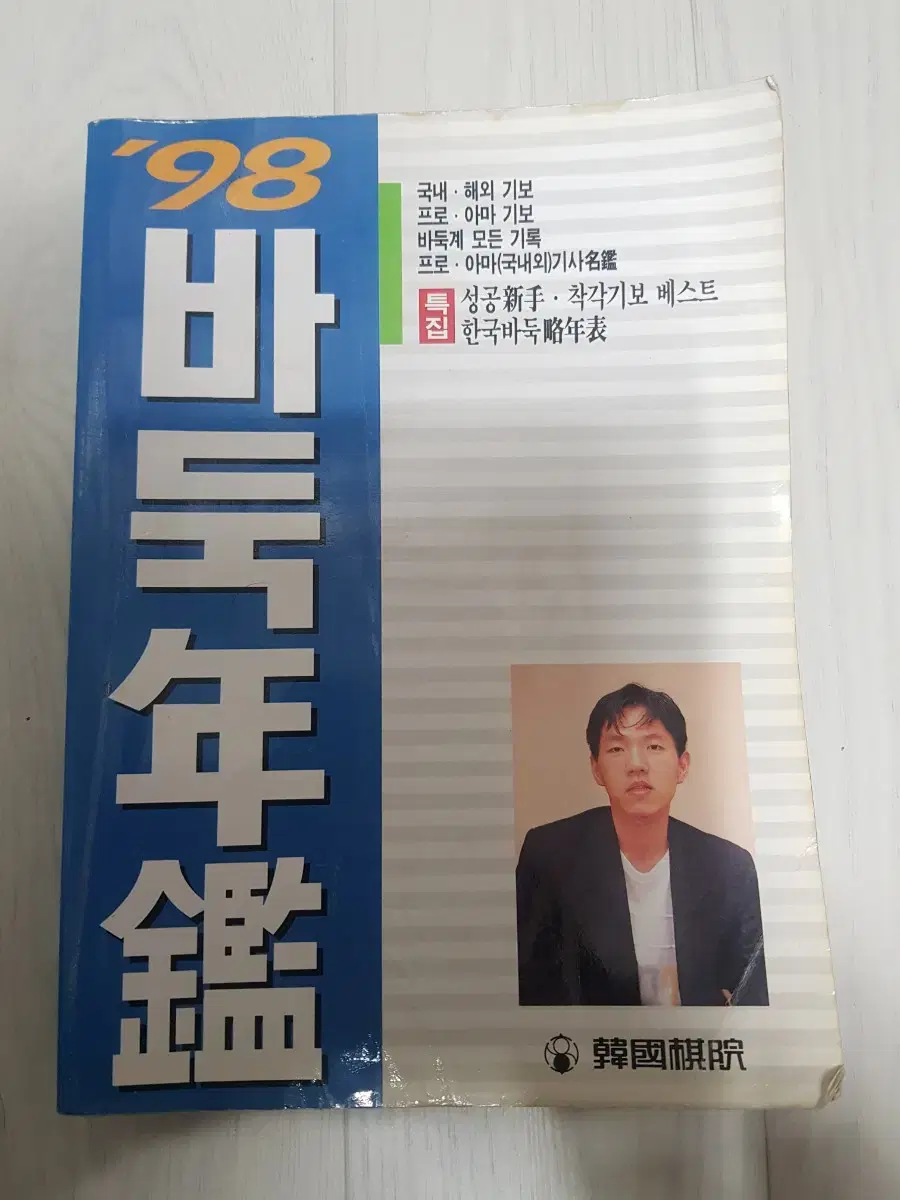 '98
바둑年鑑
국내·해외 기보
프로·아마 기보
바둑계 모든 기록
프로·아마(국내외)기사名鑑
특집
성공新手·착각기보 베스트
한국바둑略年表
韓國棋院